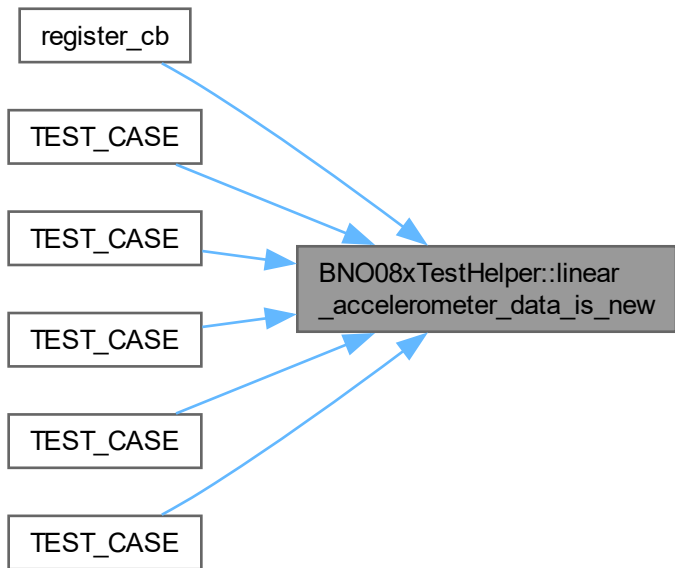 register_cb
TEST_CASE
TEST_CASE
BNO08xTestHelper::linear
_accelerometer_data_is_new
TEST_CASE
TEST_CASE
TEST_CASE